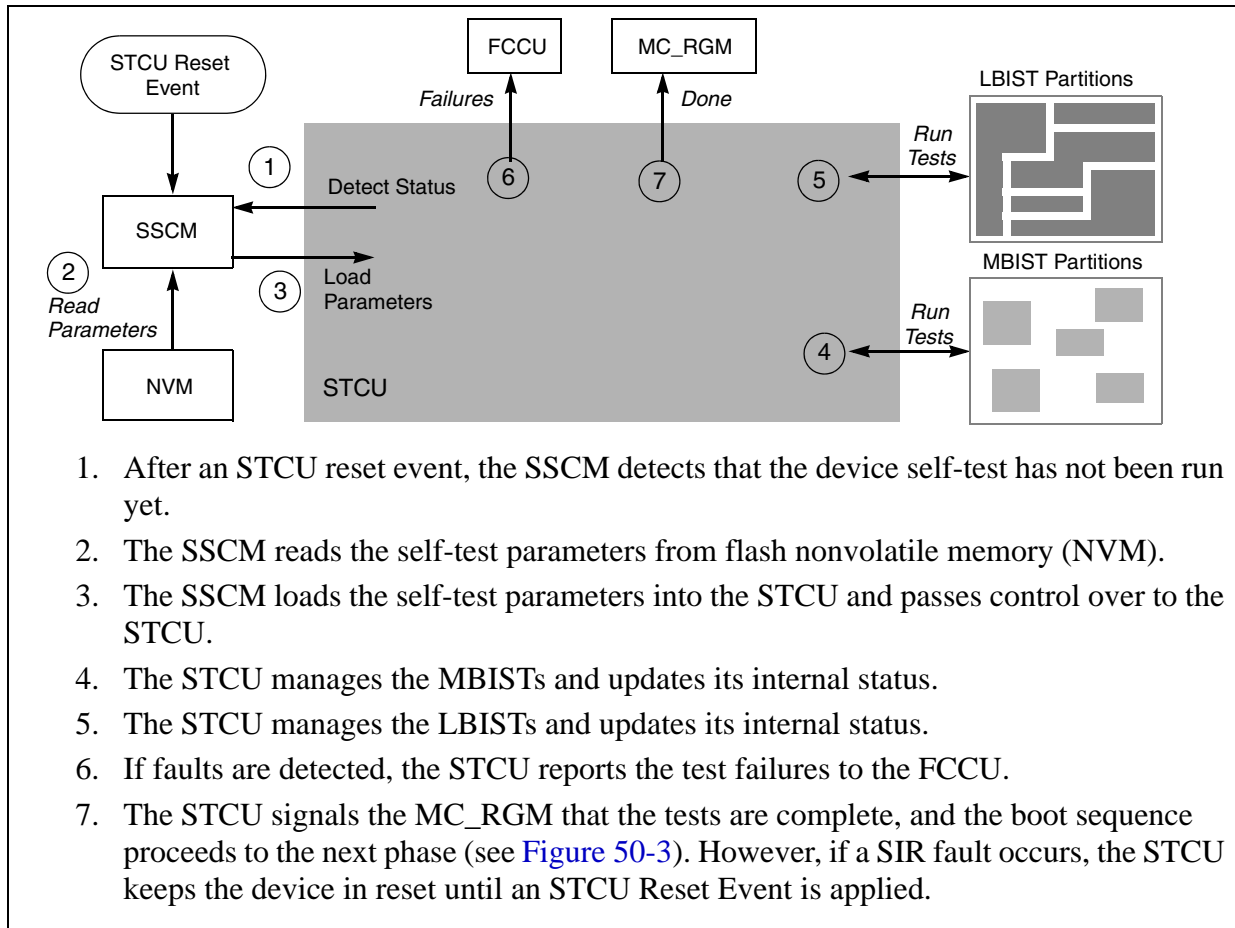 STCU Reset
Event
FCCU
MC_RGM
Failures
Done
LBIST Partitions
Run
Tests
1
Detect Status
6
7
5
SSCM
2
Read
Parameters
3
Load
Parameters
MBIST Partitions
Run
Tests
4
NVM
STCU
1. After an STCU reset event, the SSCM detects that the device self-test has not been run
yet.
2. The SSCM reads the self-test parameters from flash nonvolatile memory (NVM).
3. The SSCM loads the self-test parameters into the STCU and passes control over to the
STCU.
4. The STCU manages the MBISTs and updates its internal status.
5. The STCU manages the LBISTs and updates its internal status.
6. If faults are detected, the STCU reports the test failures to the FCCU.
7. The STCU signals the MC_RGM that the tests are complete, and the boot sequence
proceeds to the next phase (see Figure 50-3). However, if a SIR fault occurs, the STCU
keeps the device in reset until an STCU Reset Event is applied.